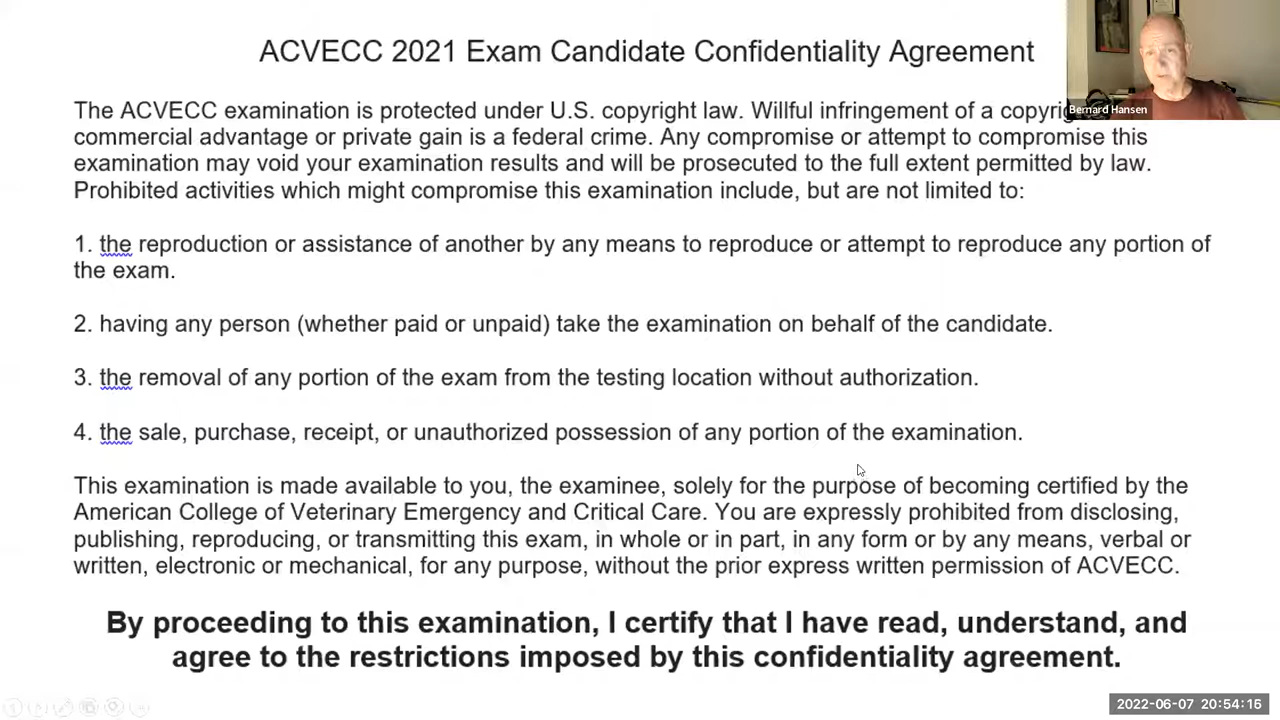 ACVECC 2021 Exam Candidate Confidentiality Agreement
Bernard Hansen
The ACVECC examination is protected under U.S. copyright law. Willful infringement of a
commercial advantage or private gain is a federal crime. Any compromise or attempt to compromise this
examination may void your examination results and will be prosecuted to the full extent permitted by law.
Prohibited activities which might compromise this examination include, but are not limited to:
1. the reproduction or assistance of another by any means to reproduce or attempt to reproduce any portion of
the exam.
2. having any person (whether paid or unpaid) take the examination on behalf of the candidate.
3. the removal of any portion of the exam from the testing location without authorization.
4. the sale, purchase, receipt, or unauthorized possession of any portion of the examination.
This examination is made available to you, the examinee, solely for the purpose of becoming certified by the
American College of Veterinary Emergency and Critical Care. You are expressly prohibited from disclosing,
publishing, reproducing, or transmitting this exam, in whole or in part, in any form or by any means, verbal or
written, electronic or mechanical, for any purpose, without the prior express written permission of ACVECC.
By proceeding to this examination, I certify that I have read, understand, and
agree to the restrictions imposed by this confidentiality agreement.
2022-06-07 20:54:16